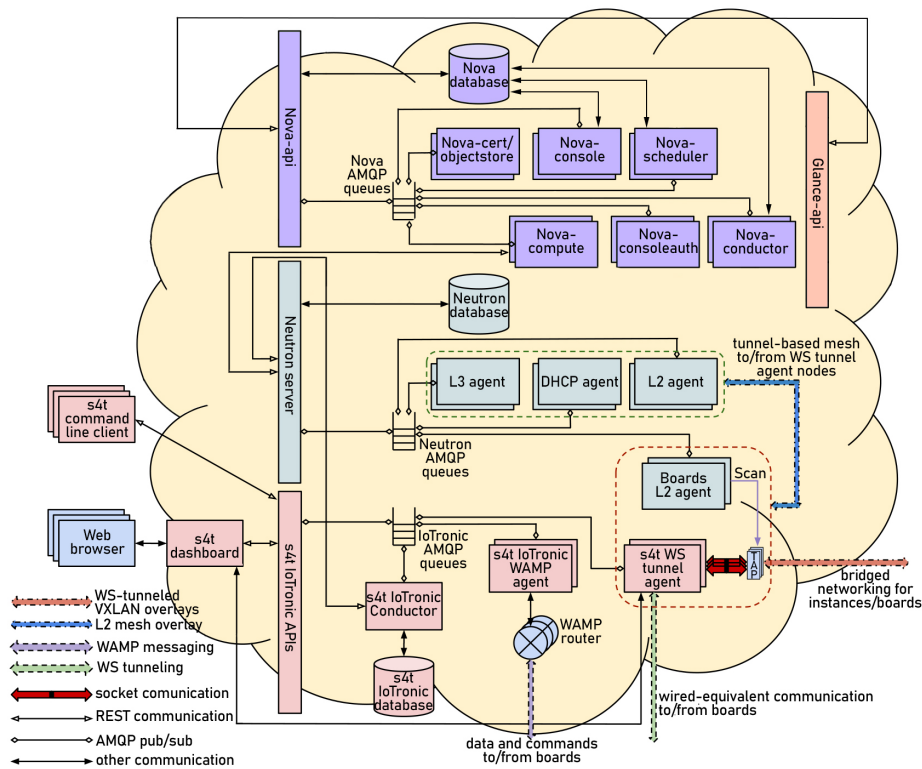 Nova
database
Nova-api
Nova-cert/
objectstore
Nova-
console
Nova-
scheduler
Nova
AMQP
queues
Glance-api
Nova-
compute
Nova-
consoleauth
Nova-
conductor
Neutron server
Neutron
database
tunnel-based mesh
to/from WS tunnel
agent nodes
L3 agent
DHCP agent
L2 agent
s4t
command
line client
Neutron
AMQP
queues
Boards
L2 agent
Scan
Web
browser
s4t
dashboard
s4t IoTronic APIs
IoTronic
AMQP
queues
s4t IoTronic
WAMP
agent
s4t WS
tunnel
agent
TAP
bridged
networking for
instances/boards
s4t IoTronic
Conductor
WAMP
router
s4t
IoTronic
database
WS-tunneled
VXLAN overlays
L2 mesh overlay
WAMP messaging
WS tunneling
socket comunication
REST communication
AMQP pub/sub
other communication
wired-equivalent communication
to/from boards
data and commands
to/from boards